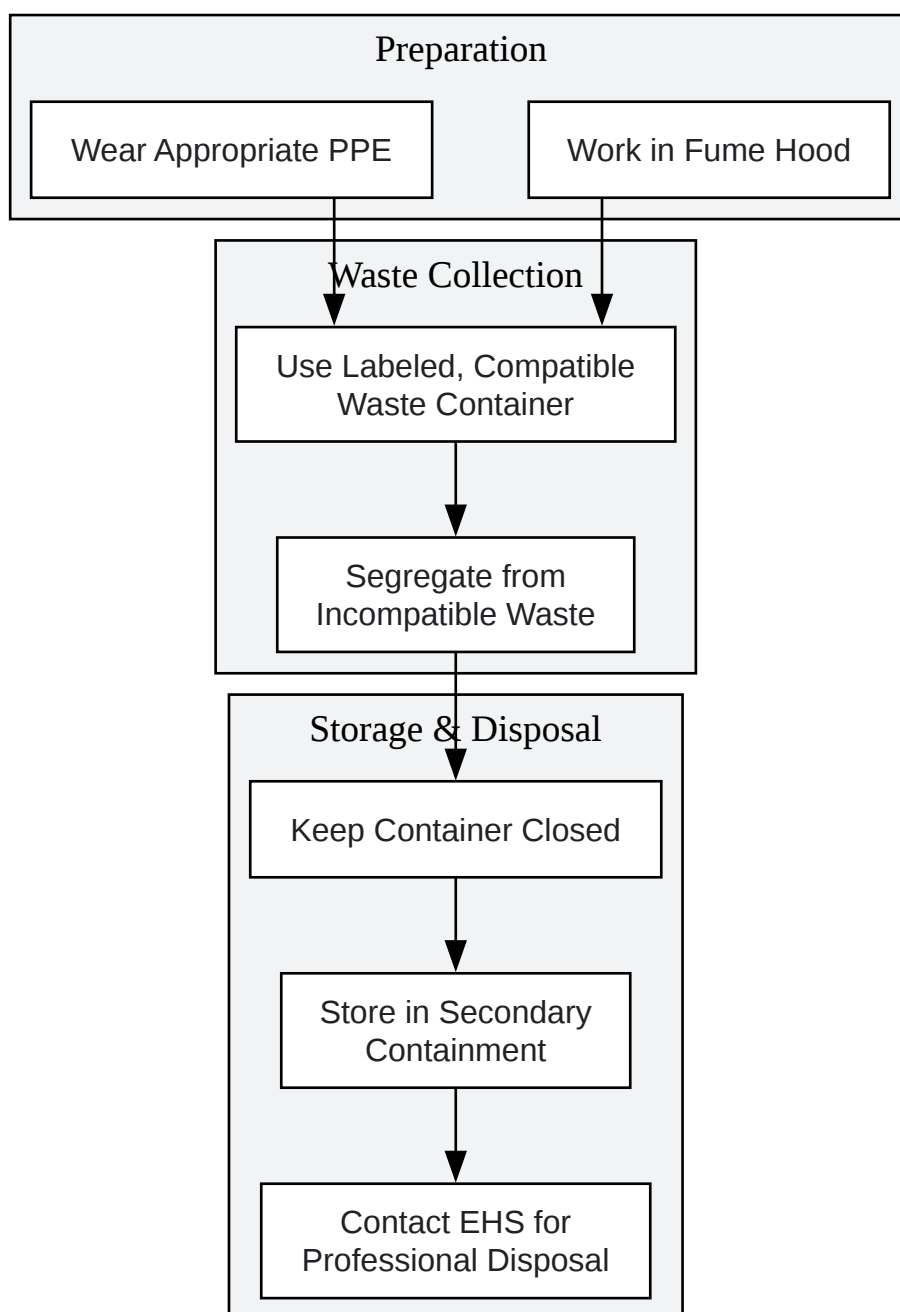 Preparation
Wear Appropriate PPE
Work in Fume Hood
Waste Collection
Use Labeled, Compatible
Waste Container
Segregate from
Incompatible Waste
Storage & Disposal
Keep Container Closed
Store in Secondary
Containment
Contact EHS for
Professional Disposal